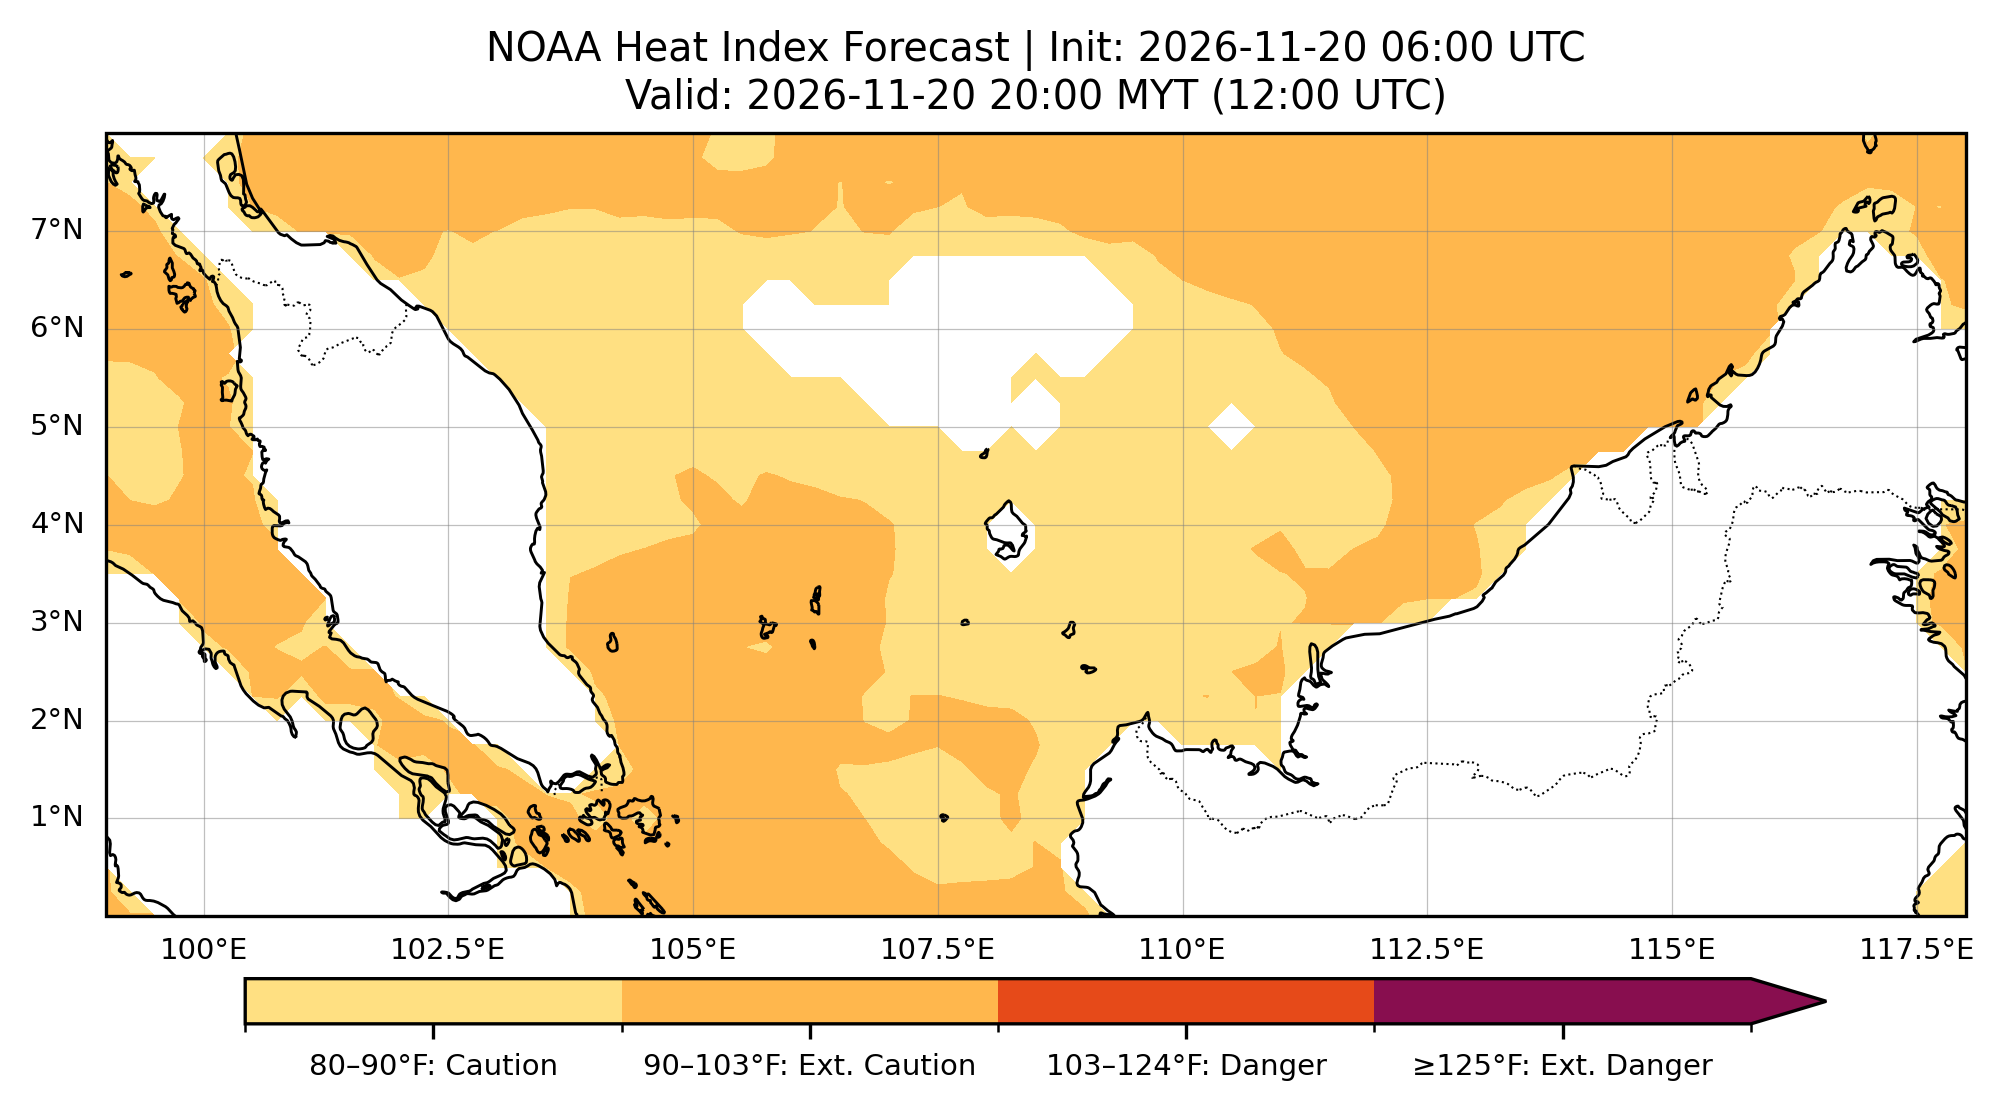 NOAA Heat Index Forecast | Init: 2026-11-20 06:00 UTC
Valid: 2026-11-20 20:00 MYT (12:00 UTC)
7°N
6°N
5°N
4°N
3°N
2°N
1°N
100°E 102.5°E 105°E 107.5°E 110°E 112.5°E 115°E 117.5°E
80–90°F: Caution 90–103°F: Ext. Caution 103–124°F: Danger ≥125°F: Ext. Danger